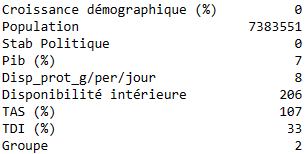 Croissance démographique (%) 0
Population 7383551
Stab Politique 0
Pib (%) 7
Disp_prot_g/per/jour 8
Disponibilité intérieure 206
TAS (%) 107
TDI (%) 33
Groupe 2